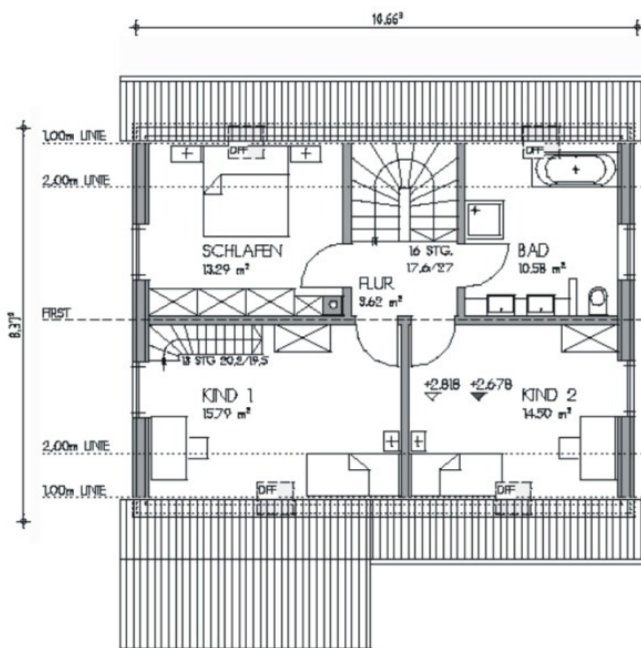 10.66⁵
1.00m LINIE
DFF
DFF
2.00m LINIE
SCHLAFEN
13.29 m²
16 STG.
17.6/27
BAD
10.58 m²
FLUR
3.62 m²
FIRST
8.37⁵
13 STG 20,2/19,5
KIND 1
15.79 m²
+2.818
+2.678
KIND 2
14.50 m²
2.00m LINIE
1.00m LINIE
DFF
DFF